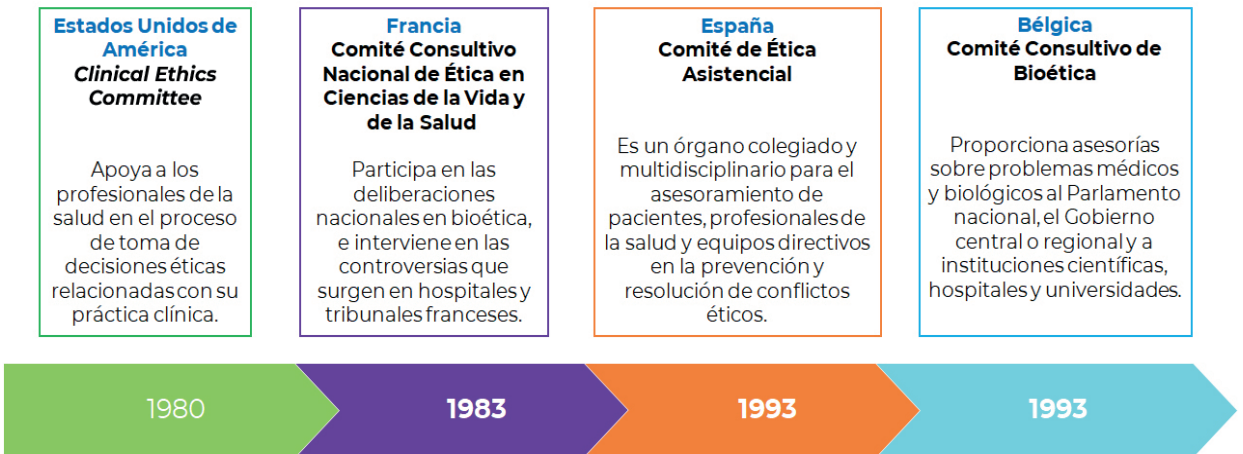 Estados Unidos de
América
Clinical Ethics
Committee
Apoya a los
profesionales de la
salud en el proceso
de toma de
decisiones éticas
relacionadas con su
práctica clínica.
Francia
Comité Consultivo
Nacional de Ética en
Ciencias de la Vida y
de la Salud
Participa en las
deliberaciones
nacionales en bioética,
e interviene en las
controversias que
surgen en hospitales y
tribunales franceses.
España
Comité de Ética
Asistencial
Es un órgano colegiado y
multidisciplinario para el
asesoramiento de
pacientes, profesionales de
la salud y equipos directivos
en la prevención y
resolución de conflictos
éticos.
Bélgica
Comité Consultivo de
Bioética
Proporciona asesorías
sobre problemas médicos
y biológicos al Parlamento
nacional, el Gobierno
central o regional y a
instituciones científicas,
hospitales y universidades.
1980
1983
1993
1993